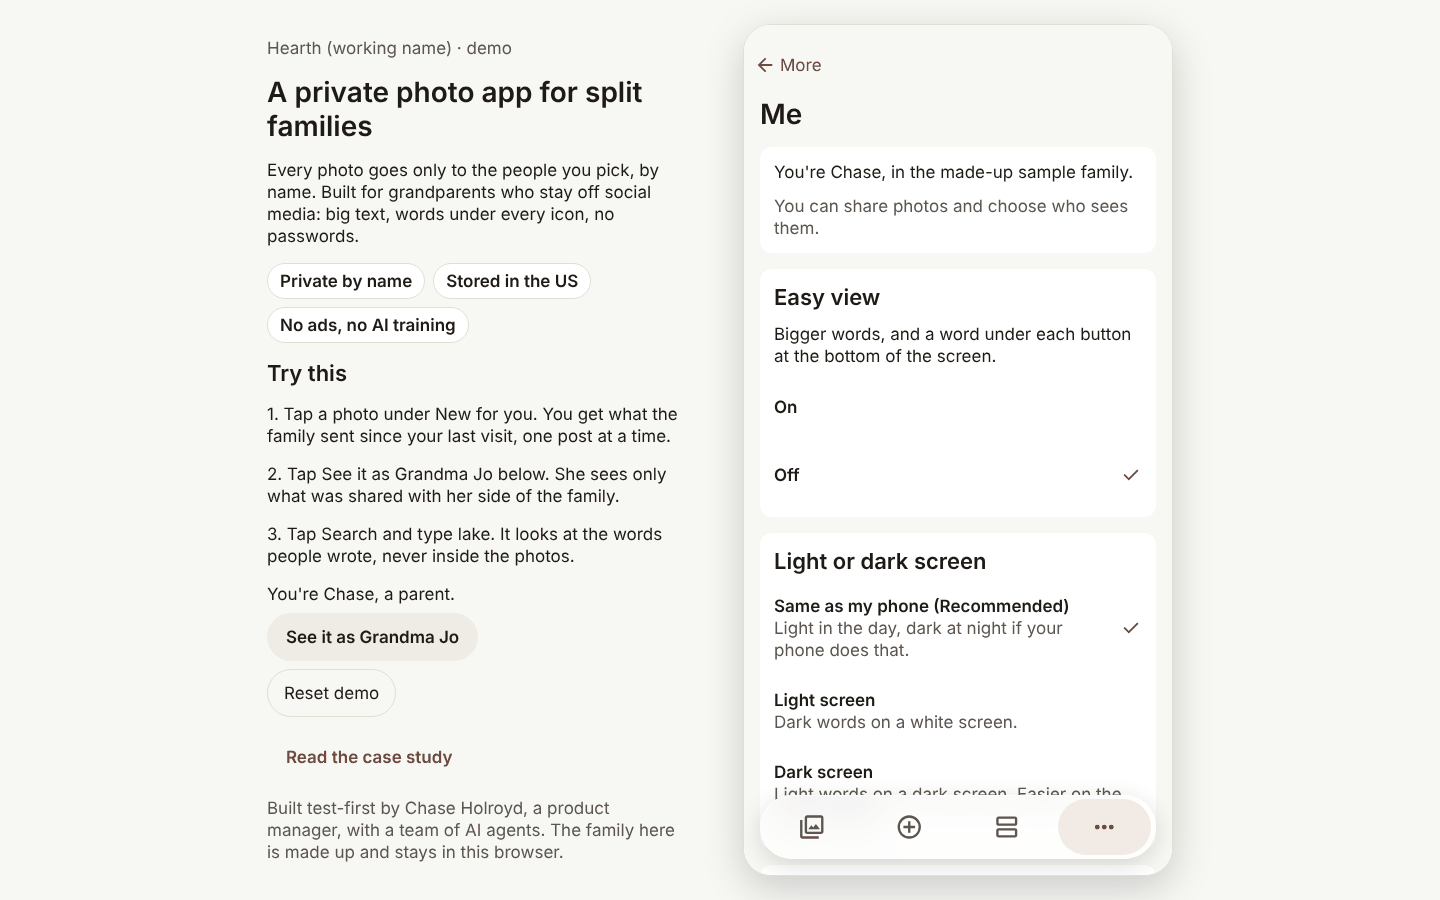 Hearth (working name) · demo
A private photo app for split
families
Every photo goes only to the people you pick, by
name. Built for grandparents who stay off social
media: big text, words under every icon, no
passwords.
Private by name
Stored in the US
No ads, no AI training
Try this
1. Tap a photo under New for you. You get what the
family sent since your last visit, one post at a time.
2. Tap See it as Grandma Jo below. She sees only
what was shared with her side of the family.
3. Tap Search and type lake. It looks at the words
people wrote, never inside the photos.
You're Chase, a parent.
See it as Grandma Jo
Reset demo
Read the case study
Built test-first by Chase Holroyd, a product
manager, with a team of AI agents. The family here
is made up and stays in this browser.
More
Me
You're Chase, in the made-up sample family.
You can share photos and choose who sees
them.
Easy view
Bigger words, and a word under each button
at the bottom of the screen.
On
Off
Light or dark screen
Same as my phone (Recommended)
Light in the day, dark at night if your
phone does that.
Light screen
Dark words on a white screen.
Dark screen
Light words on a dark screen. Easier on the